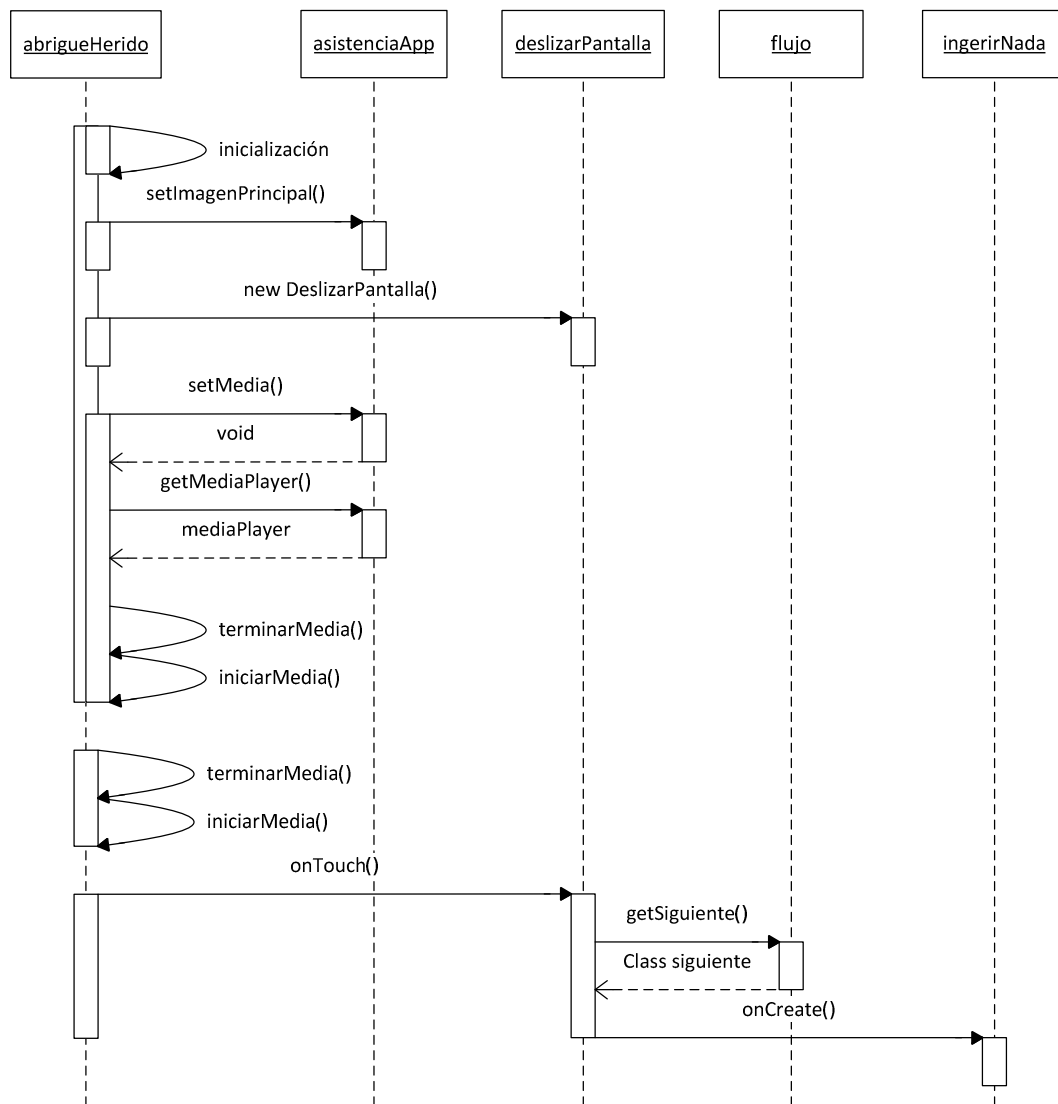 abrigueHerido
asistenciaApp
deslizarPantalla
flujo
ingerirNada
inicialización
setImagenPrincipal()
new DeslizarPantalla()
setMedia()
void
getMediaPlayer()
mediaPlayer
terminarMedia()
iniciarMedia()
terminarMedia()
iniciarMedia()
onTouch()
getSiguiente()
Class siguiente
onCreate()